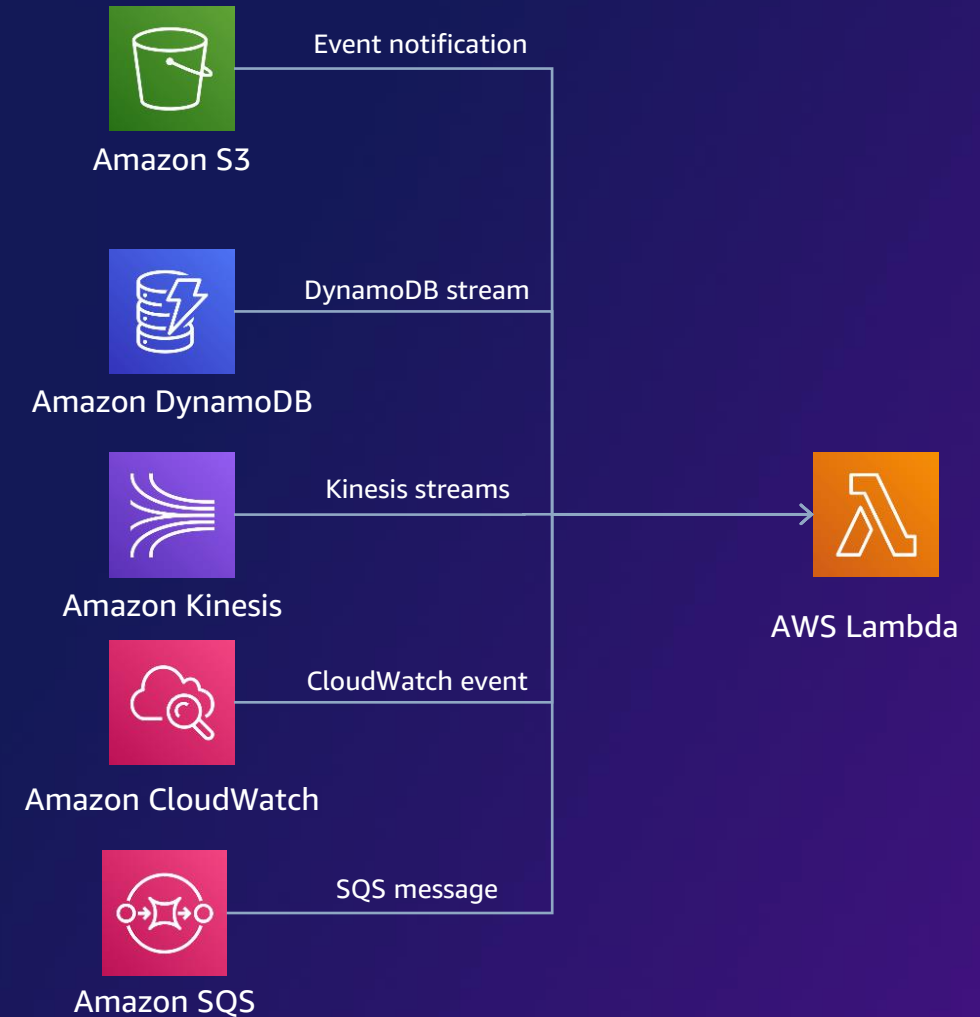 Event notification
Amazon S3
DynamoDB stream
Amazon DynamoDB
Kinesis streams
Amazon Kinesis
AWS Lambda
CloudWatch event
Amazon CloudWatch
SQS message
Amazon SQS